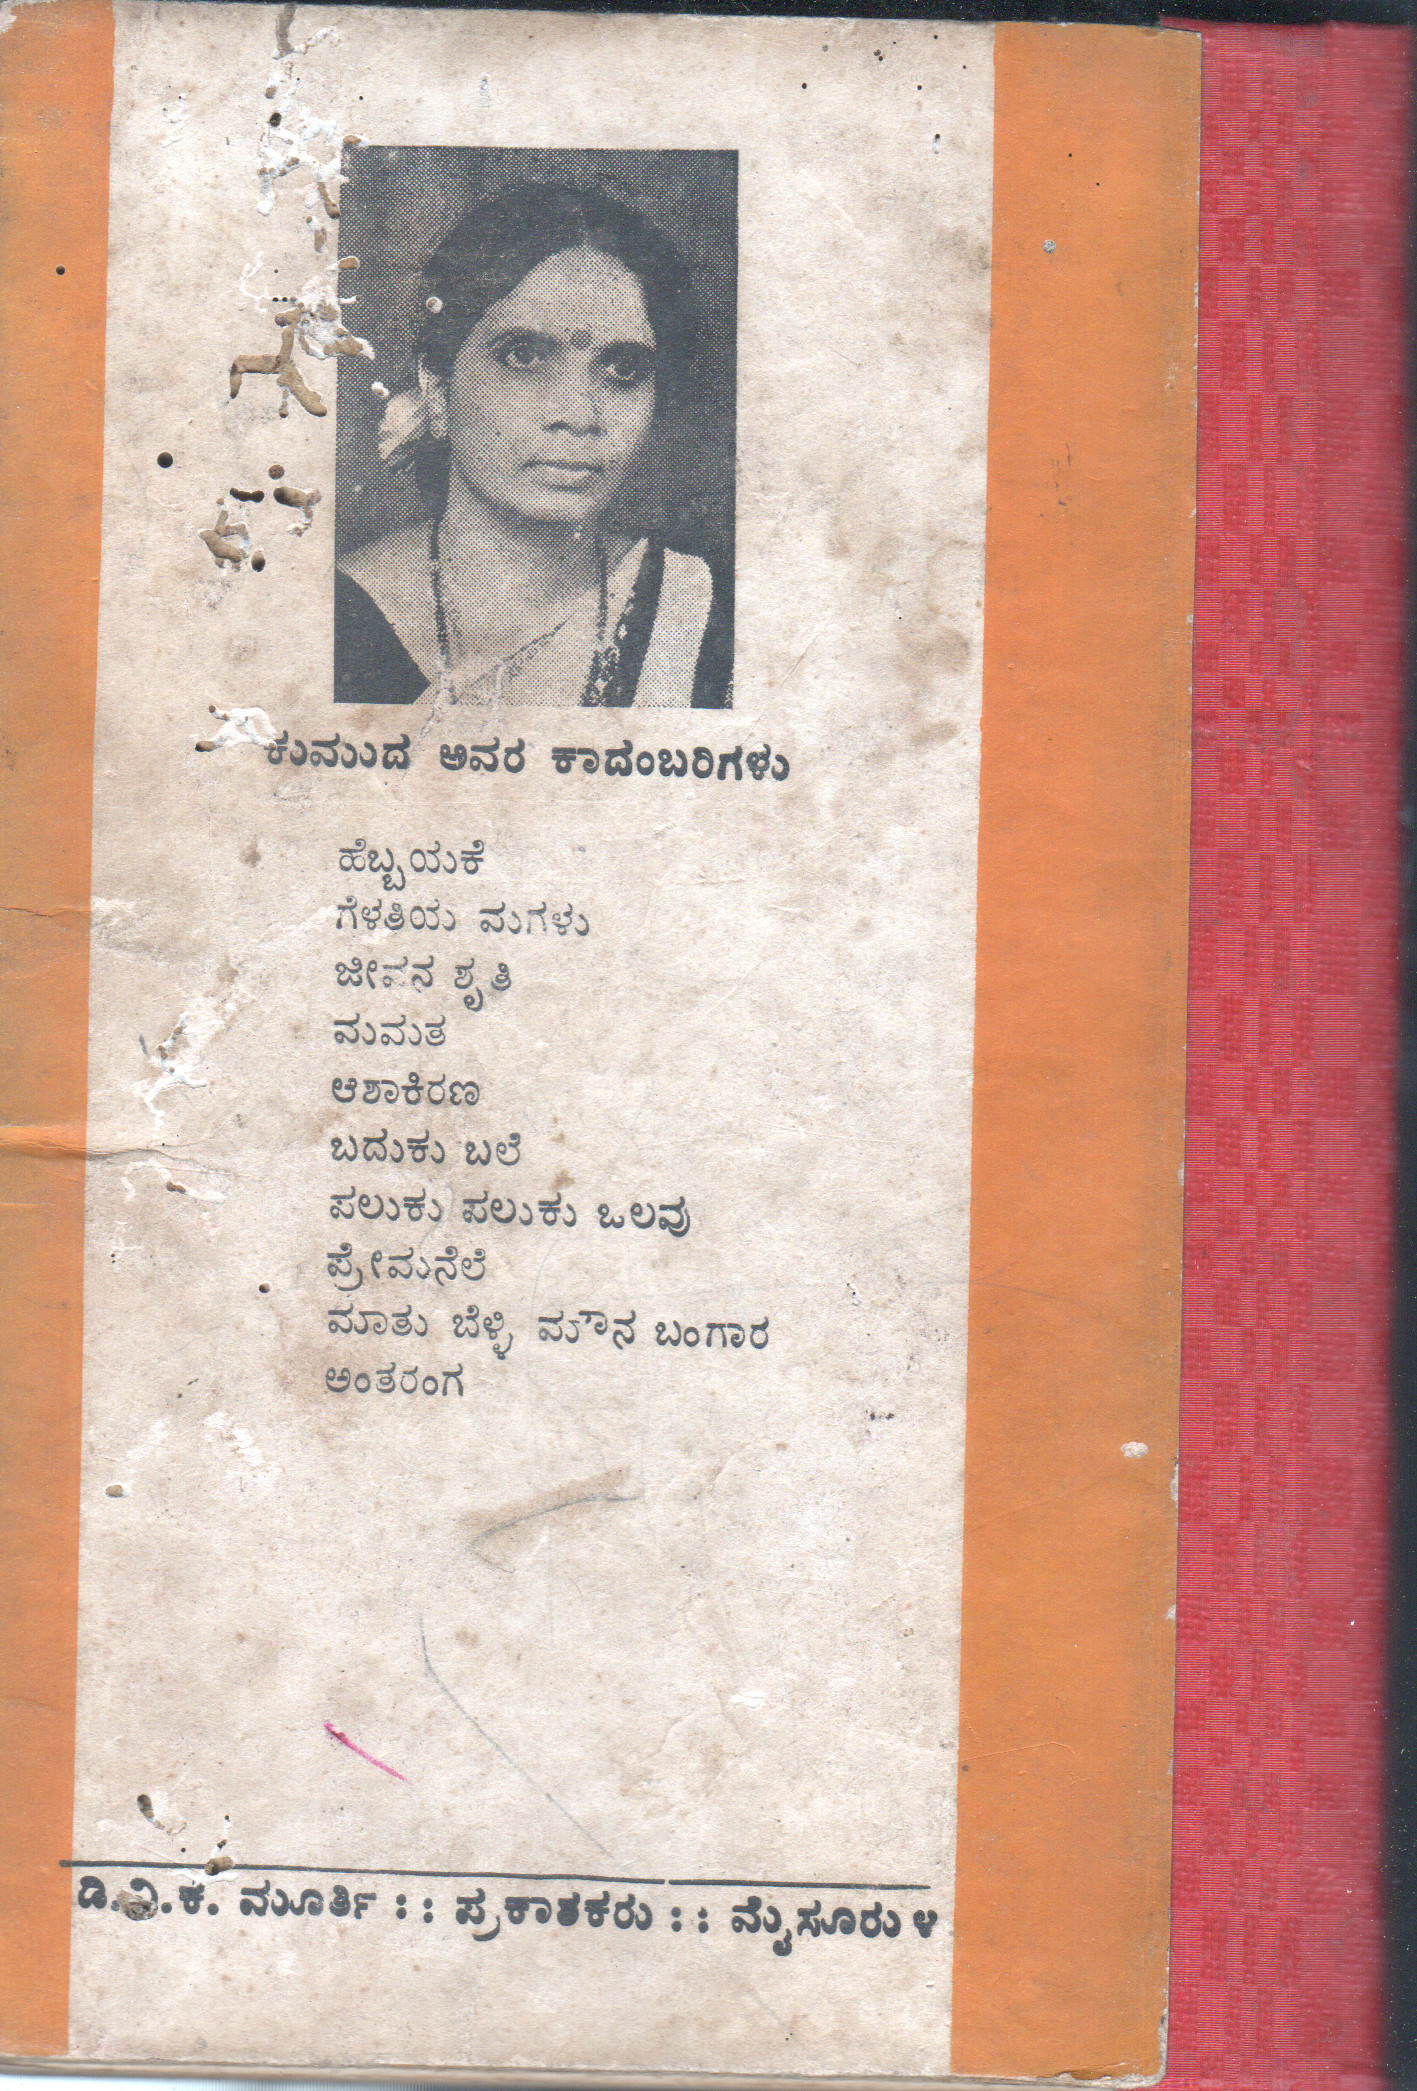 ಕುಮುದ ಅವರ ಕಾದಂಬರಿಗಳು
ಹೆಬ್ಬಯಕೆ
ಗೆಳತಿಯ ಮಗಳು
ಜೀವನ ಶೃತಿ
ಮಮತ
ಆಶಾಕಿರಣ
ಬದುಕು ಬಲೆ
ಪಲುಕು ಪಲುಕು ಒಲವು
ಪ್ರೇಮನೆಲೆ
ಮಾತು ಬೆಳ್ಳಿ ಮೌನ ಬಂಗಾರ
ಅಂತರಂಗ
ಡಿ.ವಿ.ಕೆ. ಮೂರ್ತಿ :: ಪ್ರಕಾಶಕರು :: ಮೈಸೂರು ೪